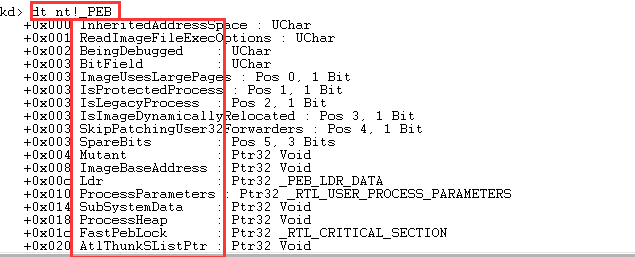 kd> dt nt!_PEB
+0x000 InheritedAddressSpace : UChar
+0x001 ReadImageFileExecOptions : UChar
+0x002 BeingDebugged : UChar
+0x003 BitField : UChar
+0x003 ImageUsesLargePages : Pos 0, 1 Bit
+0x003 IsProtectedProcess : Pos 1, 1 Bit
+0x003 IsLegacyProcess : Pos 2, 1 Bit
+0x003 IsImageDynamicallyRelocated : Pos 3, 1 Bit
+0x003 SkipPatchingUser32Forwarders : Pos 4, 1 Bit
+0x003 SpareBits : Pos 5, 3 Bits
+0x004 Mutant : Ptr32 Void
+0x008 ImageBaseAddress : Ptr32 Void
+0x00c Ldr : Ptr32 _PEB_LDR_DATA
+0x010 ProcessParameters : Ptr32 _RTL_USER_PROCESS_PARAMETERS
+0x014 SubSystemData : Ptr32 Void
+0x018 ProcessHeap : Ptr32 Void
+0x01c FastPebLock : Ptr32 _RTL_CRITICAL_SECTION
+0x020 AtlThunkSListPtr : Ptr32 Void